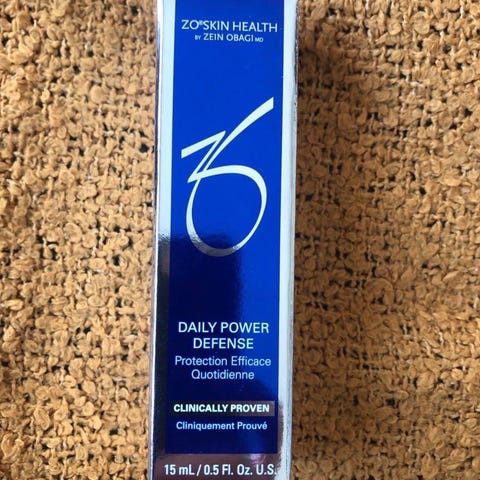 ZO® SKIN HEALTH
BY ZEIN OBAGI MD
ZO
DAILY POWER
DEFENSE
Protection Efficace
Quotidienne
CLINICALLY PROVEN
Cliniquement Prouvé
15 mL / 0.5 Fl. Oz. U.S.